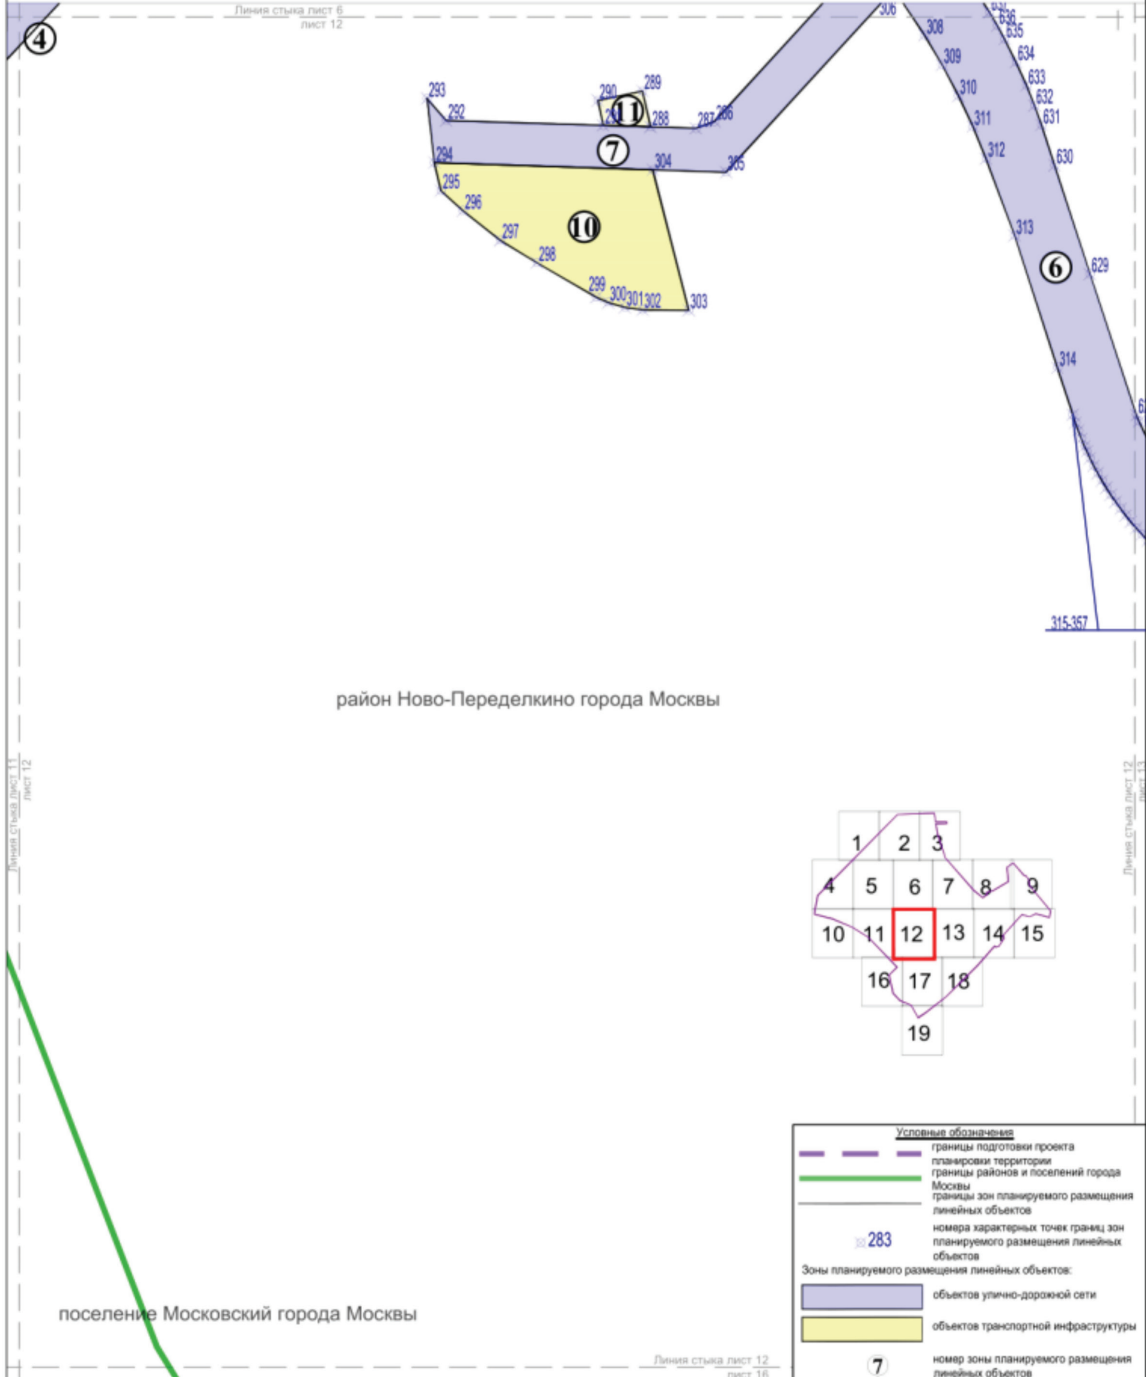 Линия стыка лист 6
лист 12
4
306
637
636
635
634
633
632
631
630
629
308
309
310
311
312
313
314
6
293
292
290
289
11
288
287
286
7
294
304
305
295
296
10
297
298
299
300
301
302
303
315-357
район Ново-Переделкино города Москвы
Линия стыка лист 11
лист 12
Линия стыка лист 12
лист 13
1 2 3
4 5 6 7 8 9
10 11 12 13 14 15
16 17 18
19
Условные обозначения
границы подготовки проекта
планировки территории
границы районов и поселений города
Москвы
границы зон планируемого размещения
линейных объектов
283
номера характерных точек границ зон
планируемого размещения линейных
объектов
Зоны планируемого размещения линейных объектов:
объектов улично-дорожной сети
объектов транспортной инфраструктуры
7
номер зоны планируемого размещения
линейных объектов
поселение Московский города Москвы
Линия стыка лист 12
лист 16